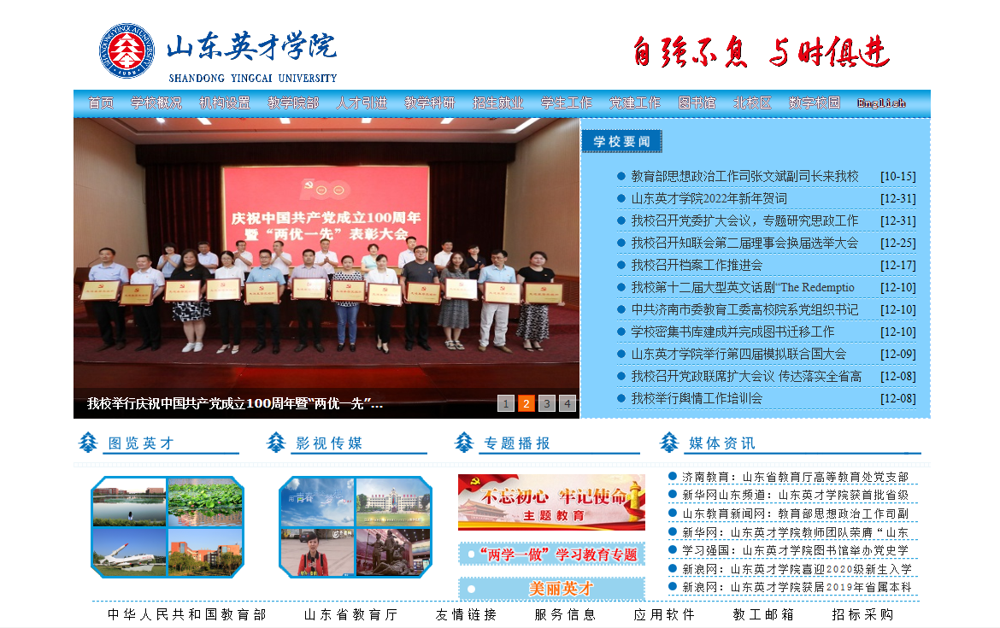 山东英才学院
SHANDONG YINGCAI UNIVERSITY
自强不息 与时俱进
首页 学校概况 机构设置 教学院部 人才引进 教学科研 招生就业 学生工作 党建工作 图书馆 北校区 数字校园 English
庆祝中国共产党成立100周年
暨“两优一先”表彰大会
我校举行庆祝中国共产党成立100周年暨“两优一先”...
1 2 3 4
学校要闻
教育部思想政治工作司张文斌副司长来我校 [10-15]
山东英才学院2022年新年贺词 [12-31]
我校召开党委扩大会议，专题研究思政工作 [12-31]
我校召开知联会第二届理事会换届选举大会 [12-25]
我校召开档案工作推进会 [12-17]
我校第十二届大型英文话剧“The Redemptio [12-10]
中共济南市委教育工委高校院系党组织书记 [12-10]
学校密集书库建成并完成图书迁移工作 [12-10]
山东英才学院举行第四届模拟联合国大会 [12-09]
我校召开党政联席扩大会议 传达落实全省高 [12-08]
我校举行舆情工作培训会 [12-08]
图览英才 影视传媒 专题播报 媒体资讯
青春
不忘初心 牢记使命
主题教育
“两学一做”学习教育专题
美丽英才
济南教育：山东省教育厅高等教育处党支部
新华网山东频道：山东英才学院获首批省级
山东教育新闻网：教育部思想政治工作司副
新华网：山东英才学院教师团队荣膺“山东
学习强国：山东英才学院图书馆举办党史学
新浪网：山东英才学院喜迎2020级新生入学
新浪网：山东英才学院获居2019年省属本科
中华人民共和国教育部 山东省教育厅 友情链接 服务信息 应用软件 教工邮箱 招标采购